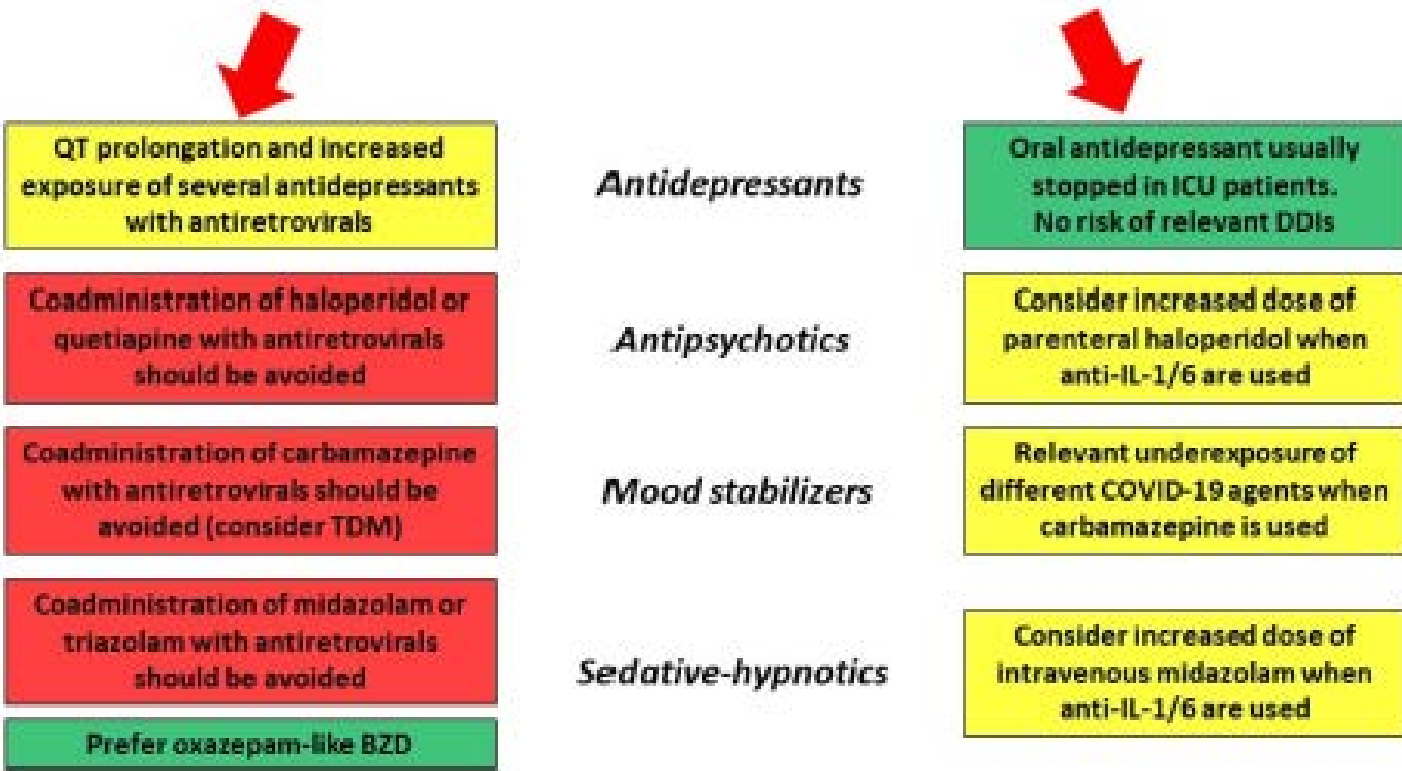 QT prolongation and increased
exposure of several antidepressants
with antiretrovirals
Antidepressants
Oral antidepressant usually
stopped in ICU patients.
No risk of relevant DDIs
Coadministration of haloperidol or
quetiapine with antiretrovirals
should be avoided
Antipsychotics
Consider increased dose of
parenteral haloperidol when
anti-IL-1/6 are used
Coadministration of carbamazepine
with antiretrovirals should be
avoided (consider TDM)
Mood stabilizers
Relevant underexposure of
different COVID-19 agents when
carbamazepine is used
Coadministration of midazolam or
triazolam with antiretrovirals
should be avoided
Prefer oxazepam-like BZD
Sedative-hypnotics
Consider increased dose of
intravenous midazolam when
anti-IL-1/6 are used